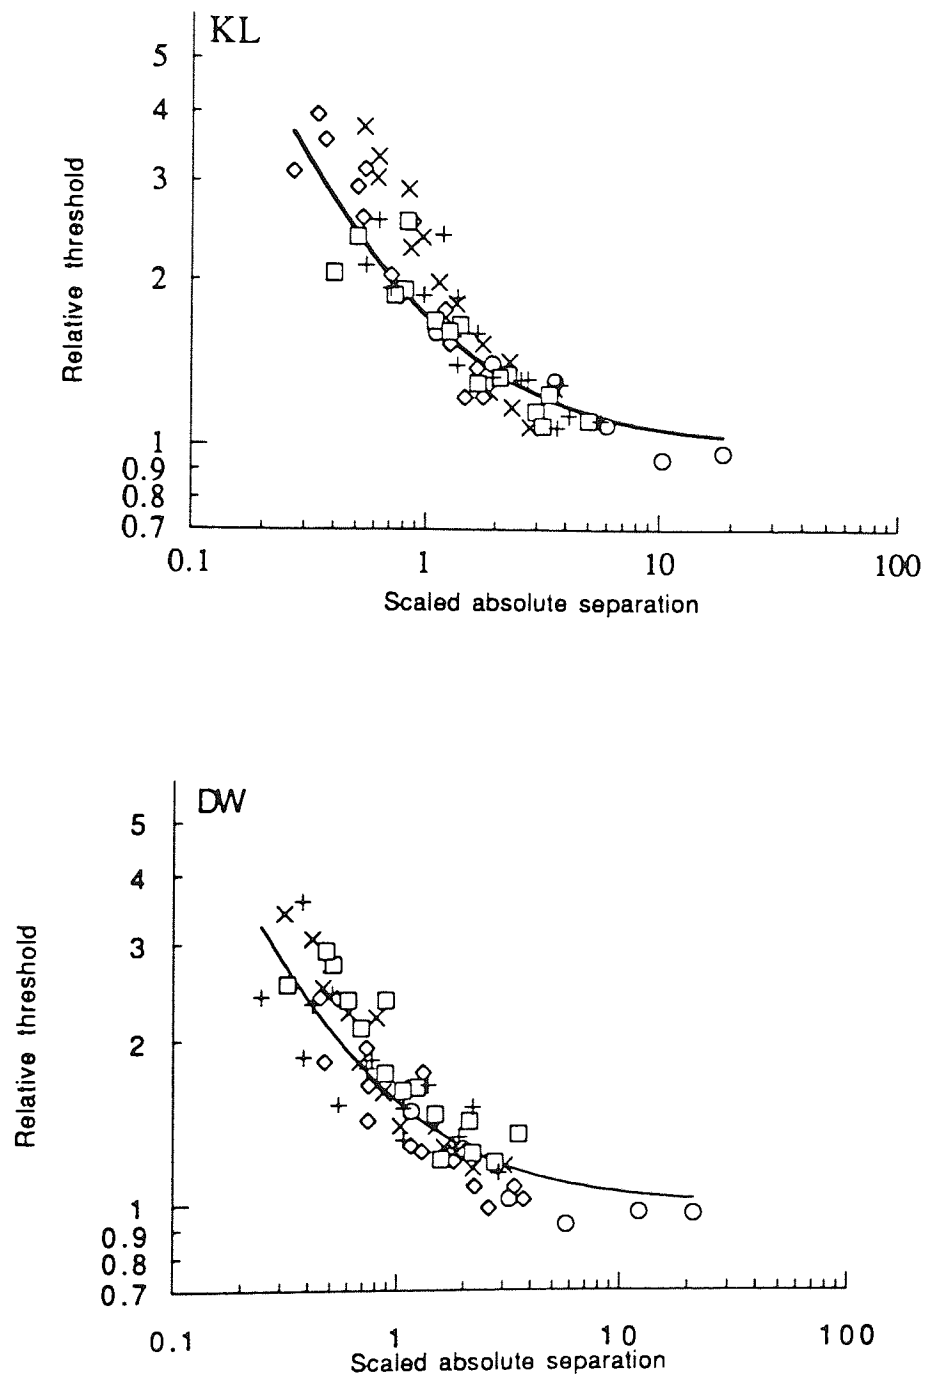 KL
5
4
3
2
1
0.9
0.8
0.7
Relative threshold
0.1 1 10 100
Scaled absolute separation
DW
5
4
3
2
1
0.9
0.8
0.7
Relative threshold
0.1 1 10 100
Scaled absolute separation